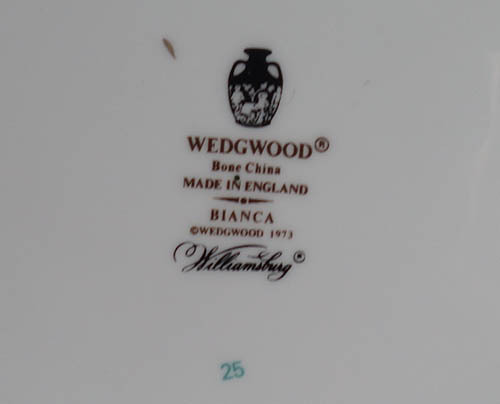 WEDGWOOD®
Bone China
MADE IN ENGLAND
BIANCA
©WEDGWOOD 1973
Williamsburg®
25